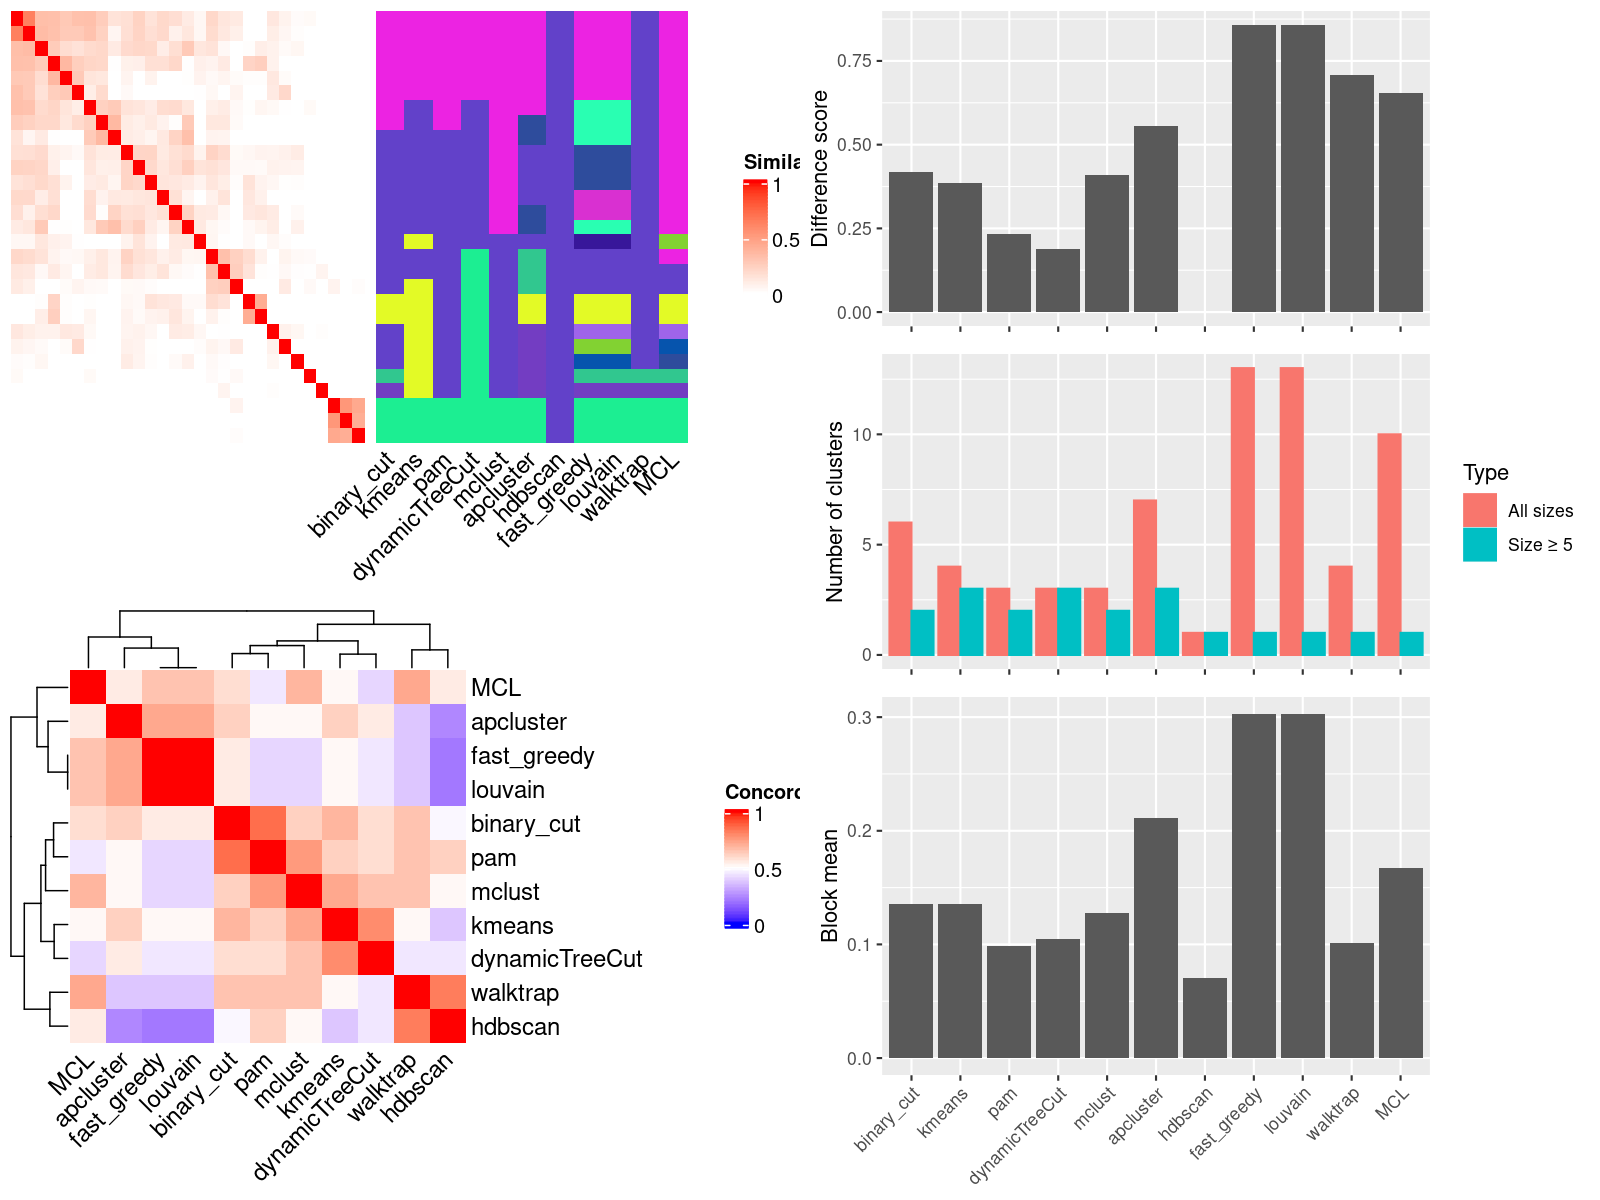 Simila
1
0.5
0
binary_cut
kmeans
pam
dynamicTreeCut
mclust
apcluster
hdbscan
fast_greedy
louvain
walktrap
MCL
Difference score
0.75
0.50
0.25
0.00
Number of clusters
10
5
0
Type
All sizes
Size ≥ 5
MCL
apcluster
fast_greedy
louvain
binary_cut
pam
mclust
kmeans
dynamicTreeCut
walktrap
hdbscan
MCL
apcluster
fast_greedy
louvain
binary_cut
pam
mclust
kmeans
dynamicTreeCut
walktrap
hdbscan
Concord
1
0.5
0
Block mean
0.3
0.2
0.1
0.0
binary_cut
kmeans
pam
dynamicTreeCut
mclust
apcluster
hdbscan
fast_greedy
louvain
walktrap
MCL